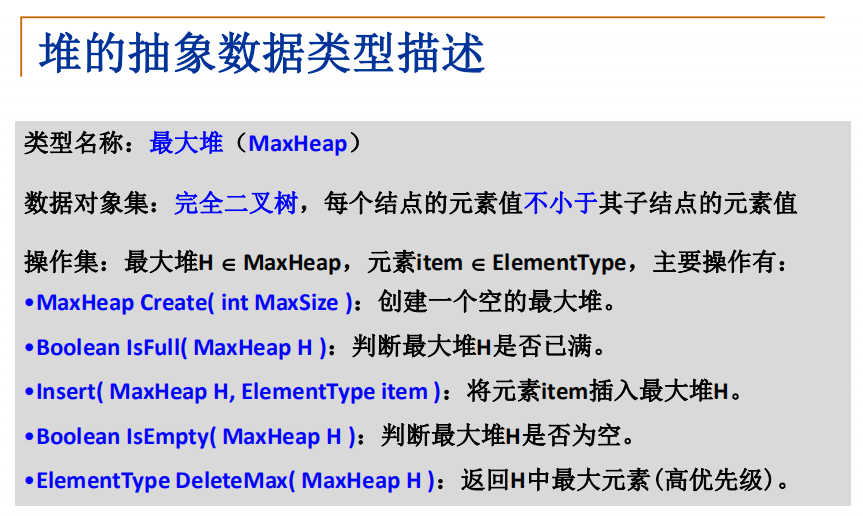 堆的抽象数据类型描述
类型名称：最大堆（MaxHeap）
数据对象集：完全二叉树，每个结点的元素值不小于其子结点的元素值
操作集：最大堆H ∈ MaxHeap，元素item ∈ ElementType，主要操作有：
•MaxHeap Create( int MaxSize )：创建一个空的最大堆。
•Boolean IsFull( MaxHeap H )：判断最大堆H是否已满。
•Insert( MaxHeap H, ElementType item )：将元素item插入最大堆H。
•Boolean IsEmpty( MaxHeap H )：判断最大堆H是否为空。
•ElementType DeleteMax( MaxHeap H )：返回H中最大元素(高优先级)。